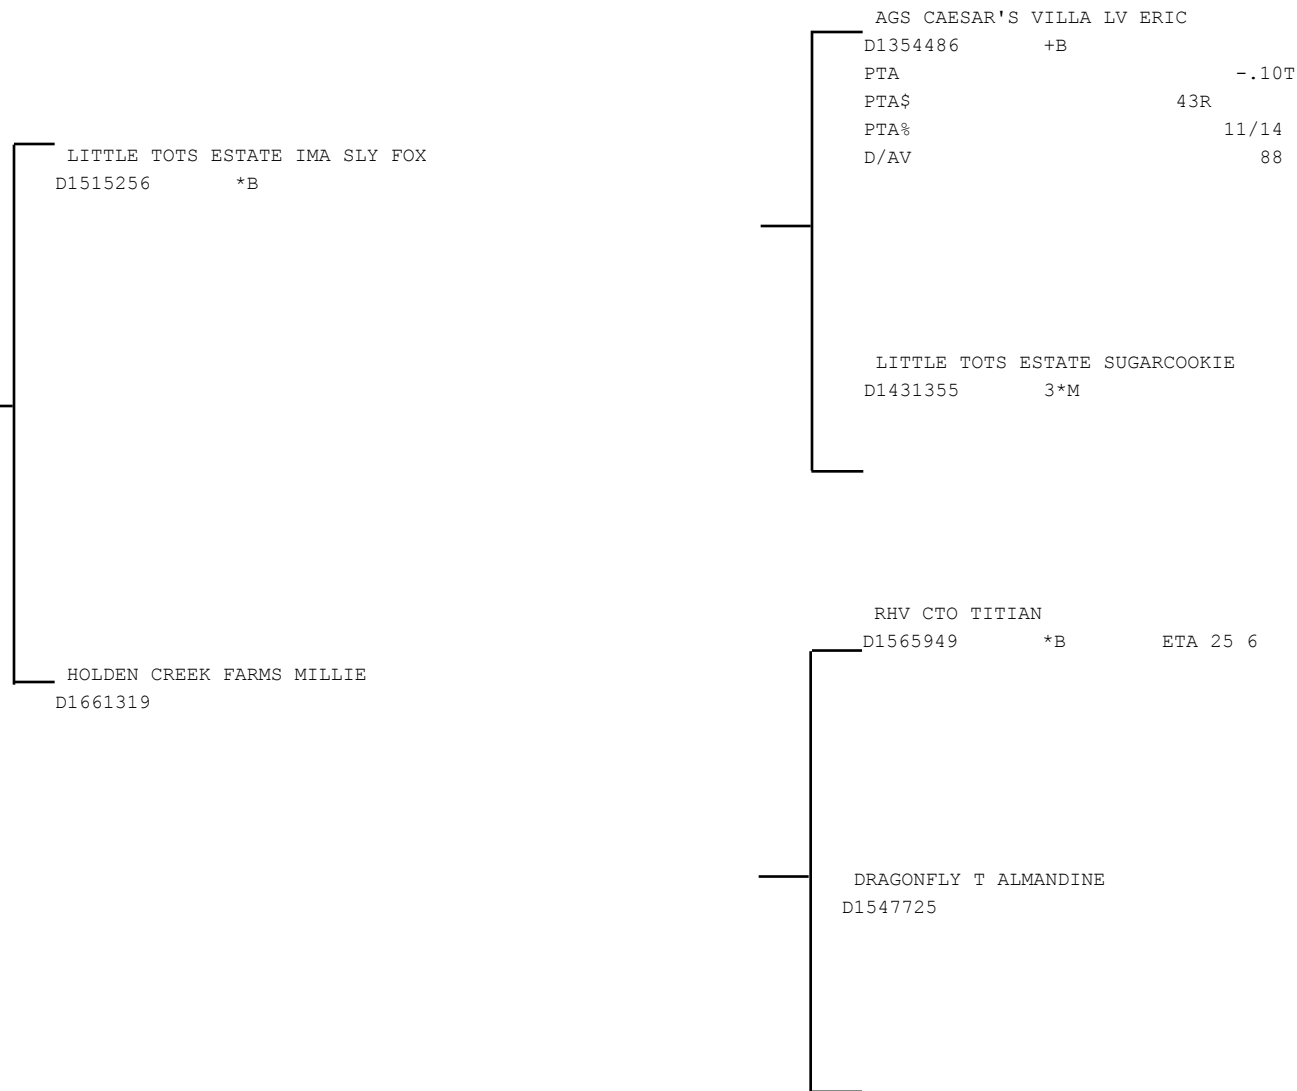 AGS CAESAR'S VILLA LV ERIC
D1354486 +B
PTA -.10T
PTA$ 43R
PTA% 11/14
D/AV 88
LITTLE TOTS ESTATE IMA SLY FOX
D1515256 *B
LITTLE TOTS ESTATE SUGARCOOKIE
D1431355 3*M
RHV CTO TITIAN
D1565949 *B ETA 25 6
HOLDEN CREEK FARMS MILLIE
D1661319
DRAGONFLY T ALMANDINE
D1547725